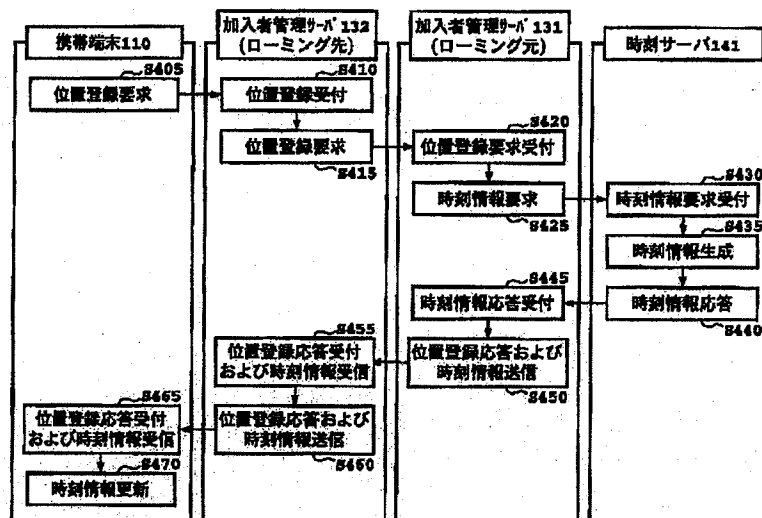 携帯端末110
加入者管理ｻｰﾊﾞ132
(ローミング先)
加入者管理ｻｰﾊﾞ131
(ローミング元)
時刻サーバ141
S405
位置登録要求
S410
位置登録受付
位置登録要求
S415
S420
位置登録要求受付
時刻情報要求
S425
S430
時刻情報要求受付
S435
時刻情報生成
時刻情報応答
S440
S445
時刻情報応答受付
位置登録応答および
時刻情報送信
S450
S455
位置登録応答受付
および時刻情報受信
位置登録応答および
時刻情報送信
S460
S465
位置登録応答受付
および時刻情報受信
S470
時刻情報更新